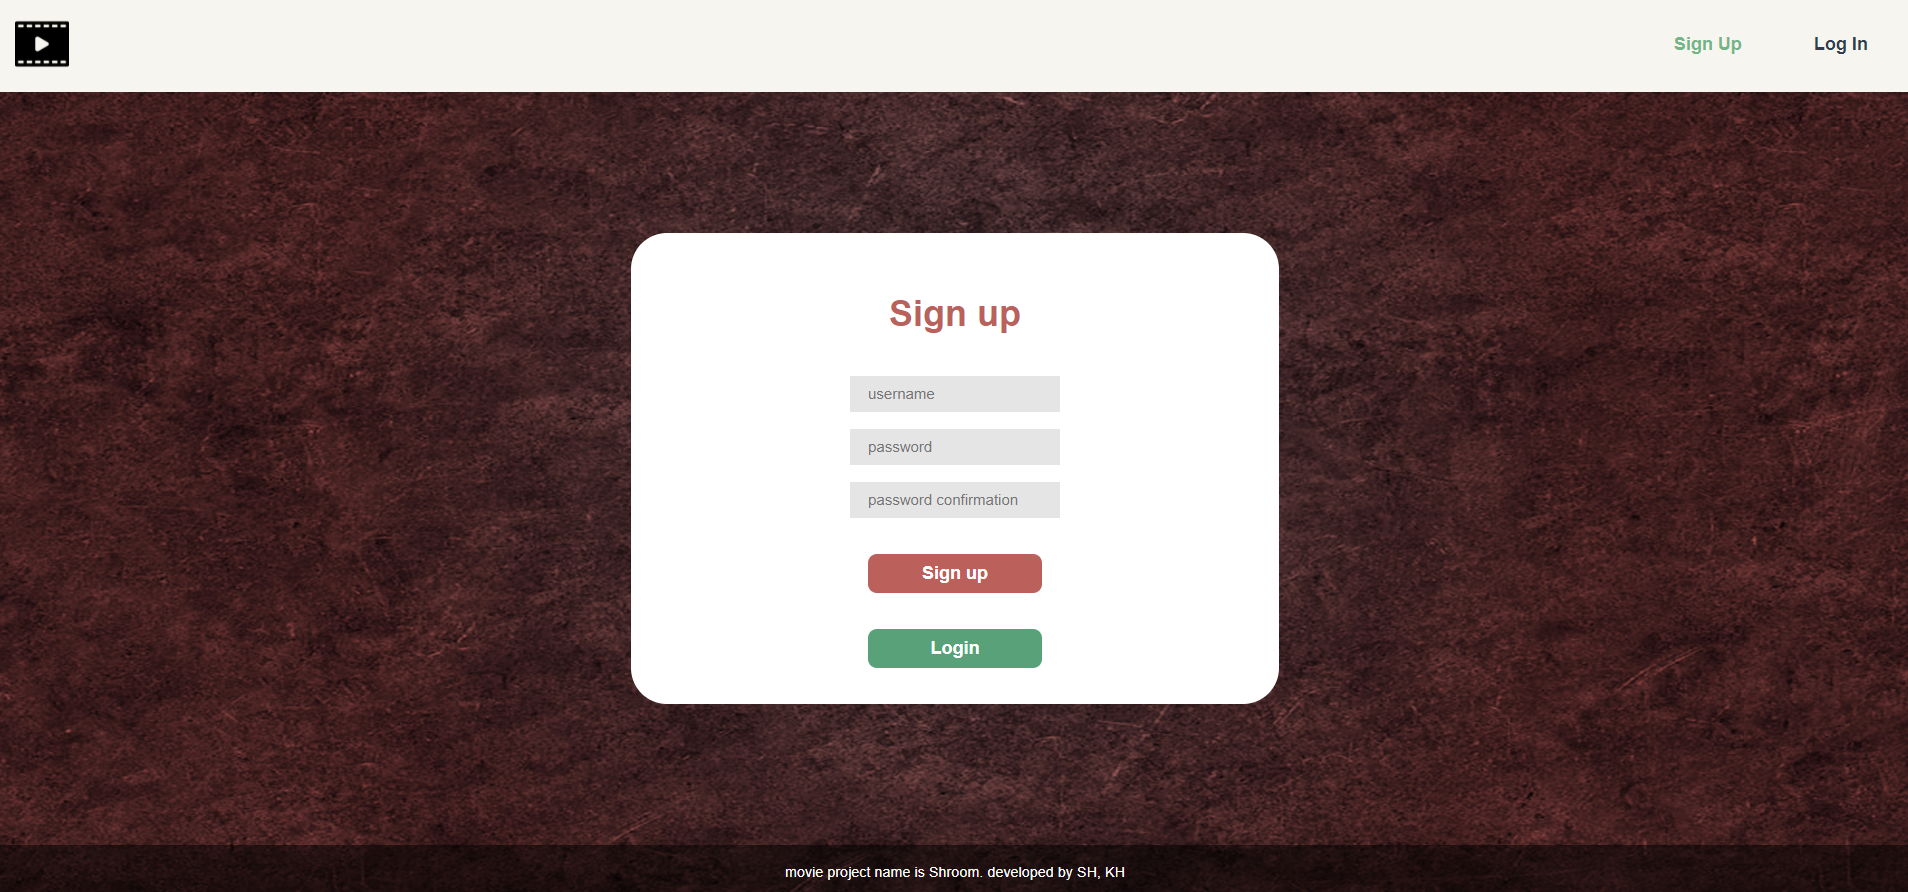 Sign Up
Log In
Sign up
username
password
password confirmation
Sign up
Login
movie project name is Shroom. developed by SH, KH